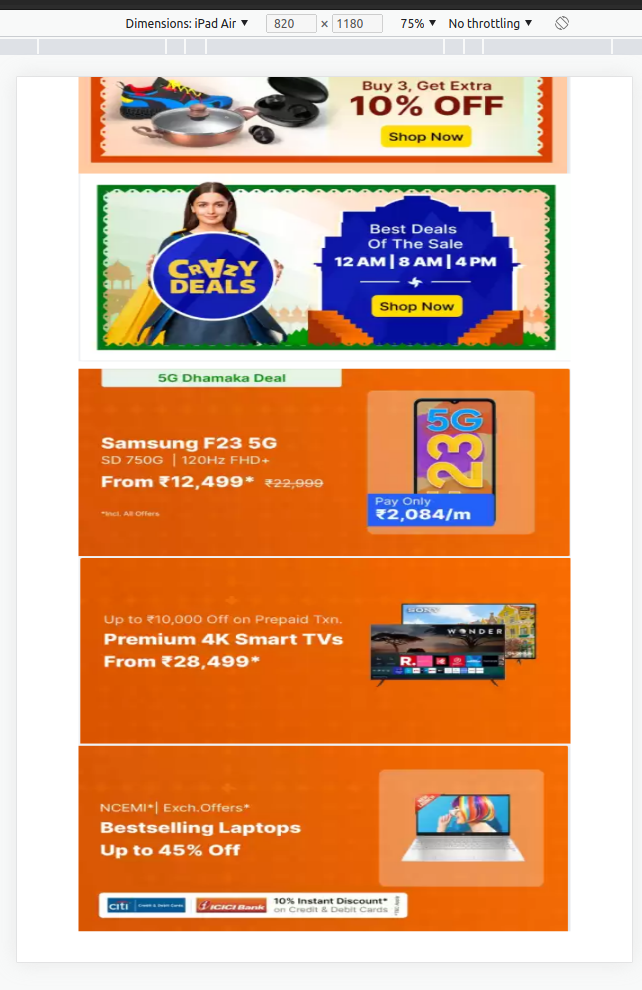 Dimensions: iPad Air ▼ 820 × 1180 75% ▼ No throttling ▼
Buy 3, Get Extra
10% OFF
Shop Now
CRAZY
DEALS
Best Deals
Of The Sale
12 AM | 8 AM | 4 PM
Shop Now
5G Dhamaka Deal
Samsung F23 5G
SD 750G | 120Hz FHD+
From ₹12,499* ₹22,999
*Incl. All Offers
5G
F23
Pay Only
₹2,084/m
Up to ₹10,000 Off on Prepaid Txn.
Premium 4K Smart TVs
From ₹28,499*
SONY
WONDER
R.
NCEMI*| Exch.Offers*
Bestselling Laptops
Up to 45% Off
citi Credit & Debit Cards
ICICI Bank
10% Instant Discount*
on Credit & Debit Cards